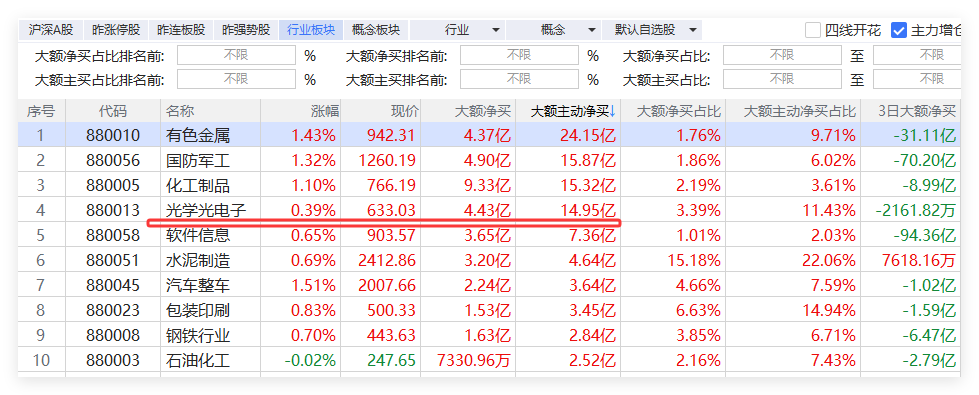 沪深A股 昨涨停股 昨连板股 昨强势股 行业板块 概念板块 行业 概念 默认自选股 四线开花 主力增仓
大额净买占比排名前: 不限 % 大额净买排名前: 不限 % 大额净买占比: 不限 至 不限
大额主买占比排名前: 不限 % 大额主买排名前: 不限 % 大额主买占比: 不限 至 不限
序号 代码 名称 涨幅 现价 大额净买 大额主动净买↓ 大额净买占比 大额主动净买占比 3日大额净买
1 880010 有色金属 1.43% 942.31 4.37亿 24.15亿 1.76% 9.71% -31.11亿
2 880056 国防军工 1.32% 1260.19 4.90亿 15.87亿 1.86% 6.02% -70.20亿
3 880005 化工制品 1.10% 766.19 9.33亿 15.32亿 2.19% 3.61% -8.99亿
4 880013 光学光电子 0.39% 633.03 4.43亿 14.95亿 3.39% 11.43% -2161.82万
5 880058 软件信息 0.65% 903.57 3.65亿 7.36亿 1.01% 2.03% -94.36亿
6 880051 水泥制造 0.69% 2412.86 3.20亿 4.64亿 15.18% 22.06% 7618.16万
7 880045 汽车整车 1.51% 2007.66 2.24亿 3.64亿 4.66% 7.59% -1.02亿
8 880023 包装印刷 0.83% 500.33 1.53亿 3.45亿 6.63% 14.94% -1.59亿
9 880008 钢铁行业 0.70% 443.63 1.63亿 2.84亿 3.85% 6.71% -6.47亿
10 880003 石油化工 -0.02% 247.65 7330.96万 2.52亿 2.16% 7.43% -2.79亿